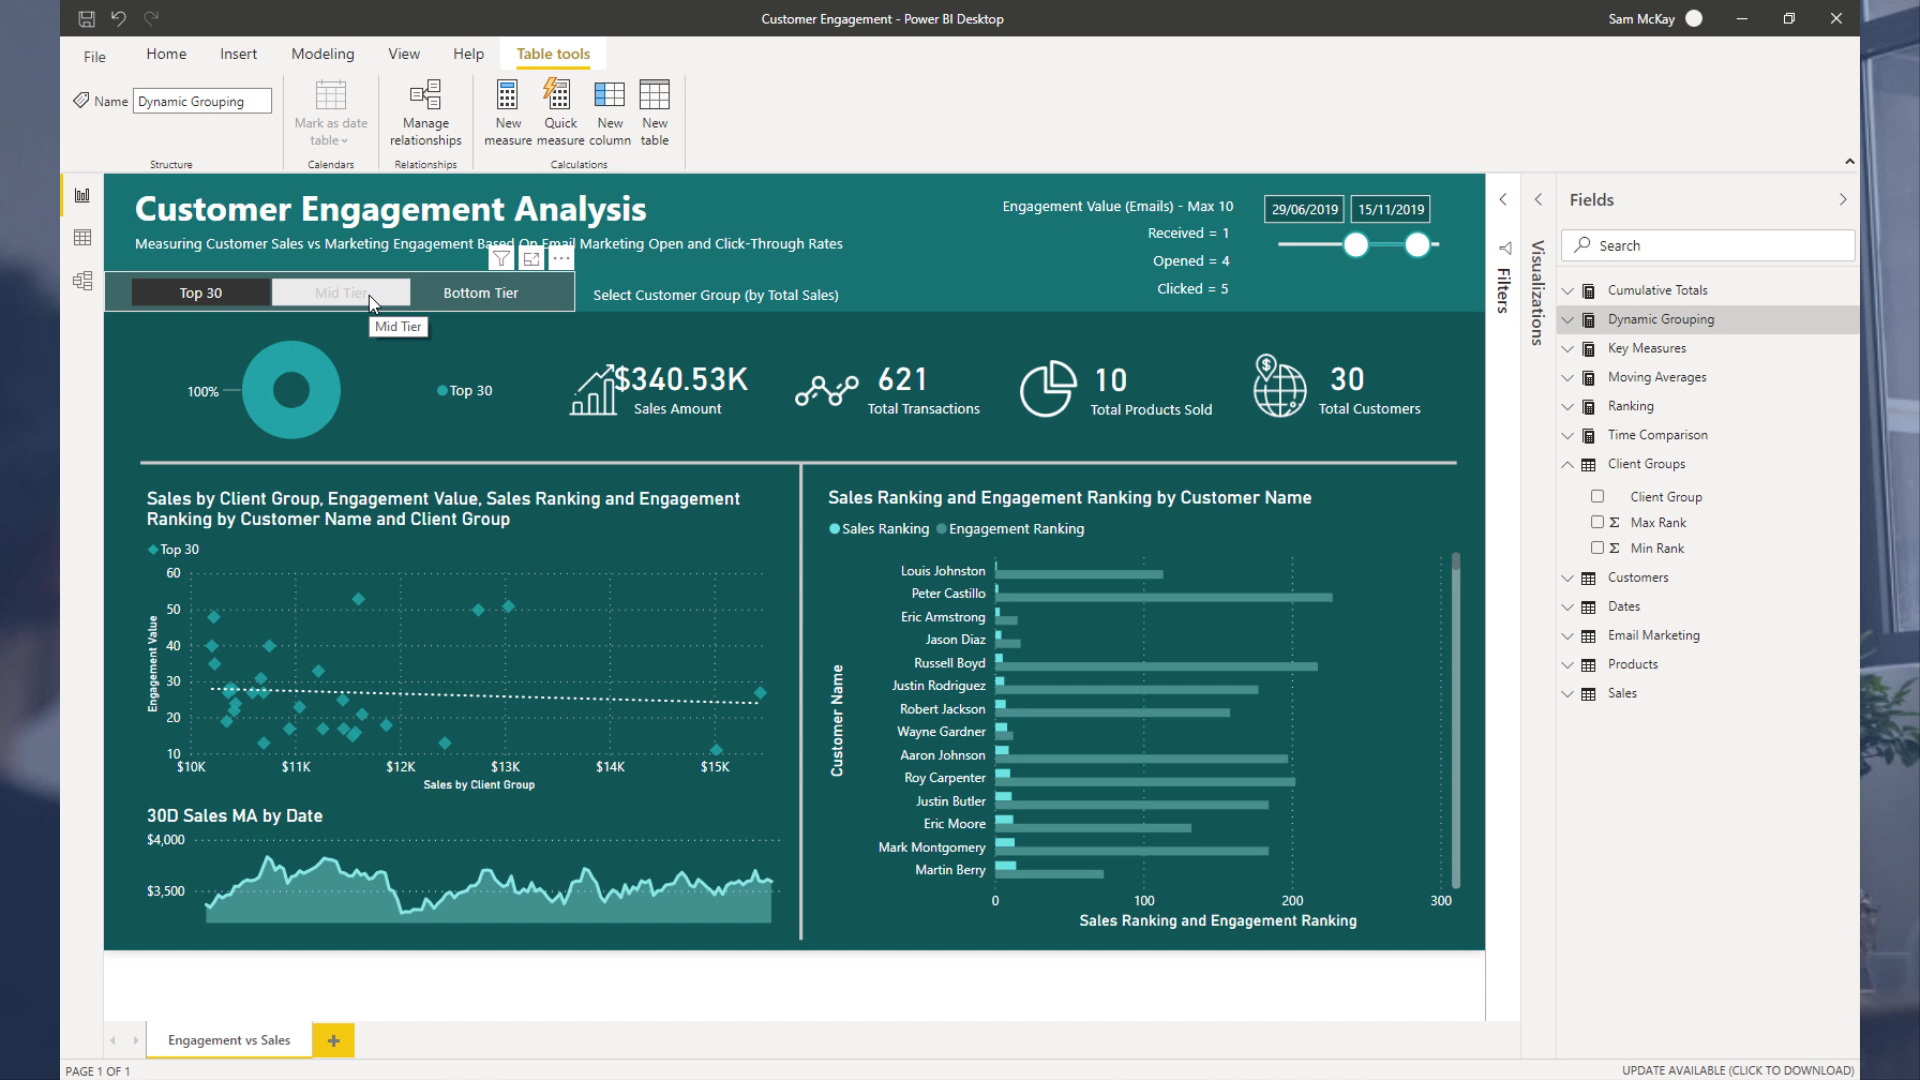 Customer Engagement - Power BI Desktop
Sam McKay
File
Home
Insert
Modeling
View
Help
Table tools
Name
Dynamic Grouping
Mark as date
table
Manage
relationships
New
measure
Quick
measure
New
column
New
table
Structure
Calendars
Relationships
Calculations
Customer Engagement Analysis
Measuring Customer Sales vs Marketing Engagement Based On Email Marketing Open and Click-Through Rates
Engagement Value (Emails) - Max 10
Received = 1
Opened = 4
Clicked = 5
29/06/2019
15/11/2019
Top 30
Mid Tier
Bottom Tier
Select Customer Group (by Total Sales)
Mid Tier
100%
Top 30
$340.53K
Sales Amount
621
Total Transactions
10
Total Products Sold
30
Total Customers
Sales by Client Group, Engagement Value, Sales Ranking and Engagement
Ranking by Customer Name and Client Group
Top 30
60
50
40
30
20
10
Engagement Value
$10K
$11K
$12K
$13K
$14K
$15K
Sales by Client Group
30D Sales MA by Date
$4,000
$3,500
Sales Ranking and Engagement Ranking by Customer Name
Sales Ranking
Engagement Ranking
Customer Name
Louis Johnston
Peter Castillo
Eric Armstrong
Jason Diaz
Russell Boyd
Justin Rodriguez
Robert Jackson
Wayne Gardner
Aaron Johnson
Roy Carpenter
Justin Butler
Eric Moore
Mark Montgomery
Martin Berry
0
100
200
300
Sales Ranking and Engagement Ranking
Filters
Visualizations
Fields
Search
Cumulative Totals
Dynamic Grouping
Key Measures
Moving Averages
Ranking
Time Comparison
Client Groups
Client Group
Σ Max Rank
Σ Min Rank
Customers
Dates
Email Marketing
Products
Sales
Engagement vs Sales
PAGE 1 OF 1
UPDATE AVAILABLE (CLICK TO DOWNLOAD)